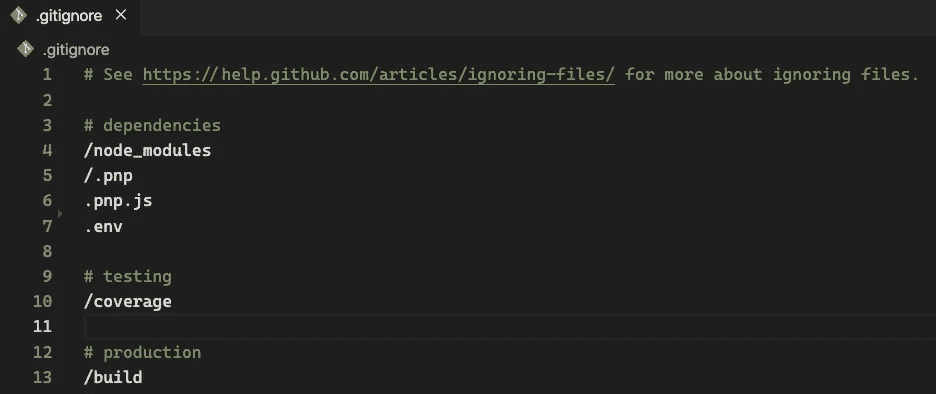 .gitignore
.gitignore
1 # See https://help.github.com/articles/ignoring-files/ for more about ignoring files.
2
3 # dependencies
4 /node_modules
5 /.pnp
6 .pnp.js
7 .env
8
9 # testing
10 /coverage
11
12 # production
13 /build